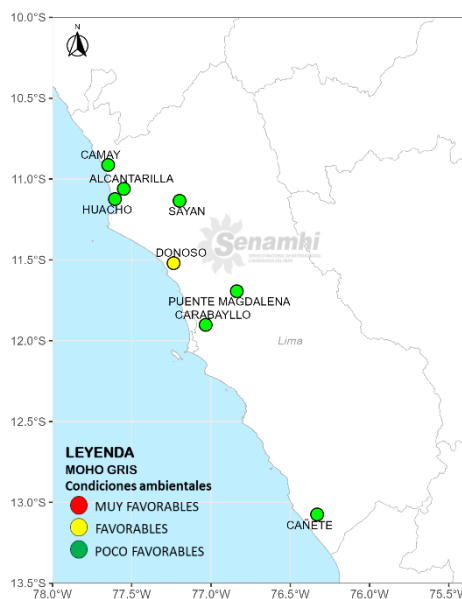 10.0°S
N
10.5°S
CAMAY
11.0°S
ALCANTARILLA
HUACHO
SAYAN
Senamhi
DONOSO
11.5°S
PUENTE MAGDALENA
CARABAYLLO
12.0°S
Lima
12.5°S
LEYENDA
MOHO GRIS
Condiciones ambientales
MUY FAVORABLES
FAVORABLES
POCO FAVORABLES
13.0°S
CAÑETE
13.5°S
78.0°W 77.5°W 77.0°W 76.5°W 76.0°W 75.5°W